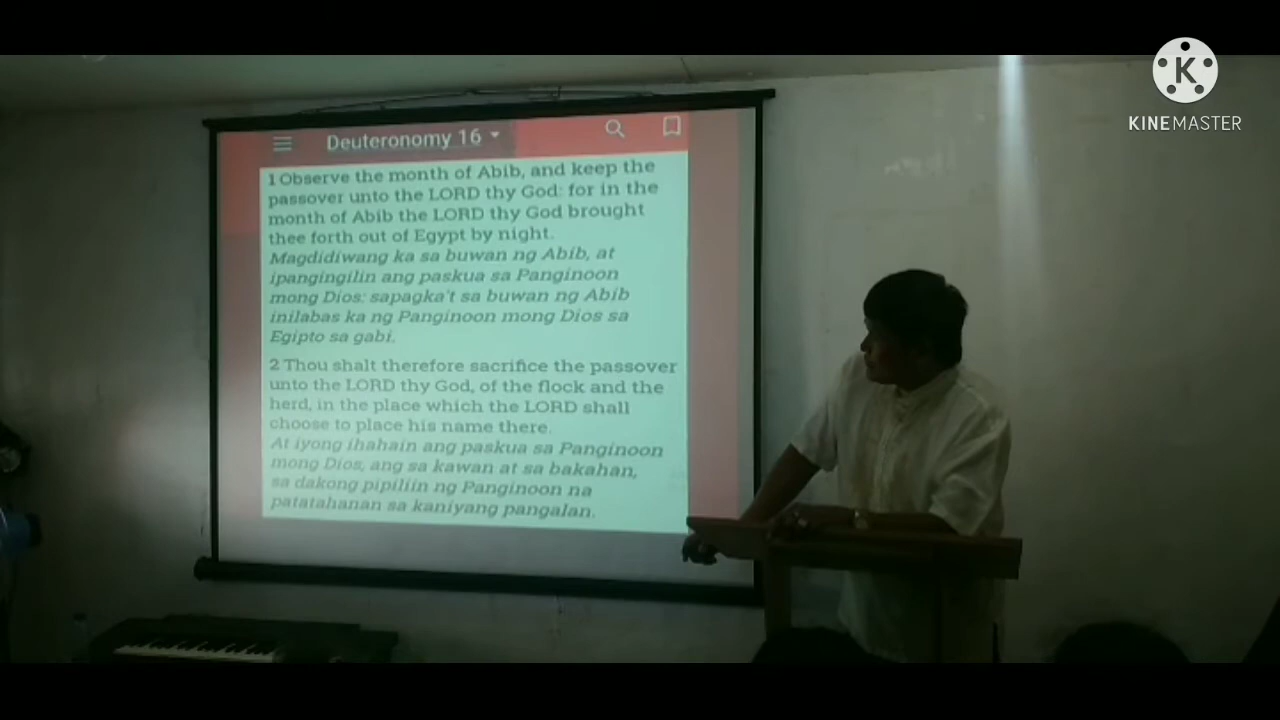 Deuteronomy 16
1 Observe the month of Abib, and keep the
passover unto the LORD thy God: for in the
month of Abib the LORD thy God brought
thee forth out of Egypt by night.
Magdidiwang ka sa buwan ng Abib, at
ipangingilin ang paskua sa Panginoon
mong Dios: sapagka't sa buwan ng Abib
inilabas ka ng Panginoon mong Dios sa
Egipto sa gabi.
2 Thou shalt therefore sacrifice the passover
unto the LORD thy God, of the flock and the
herd, in the place which the LORD shall
choose to place his name there.
At iyong ihahain ang paskua sa Panginoon
mong Dios, ang sa kawan at sa bakahan,
sa dakong pipiliin ng Panginoon na
patatahanan sa kaniyang pangalan.
K
KINEMASTER